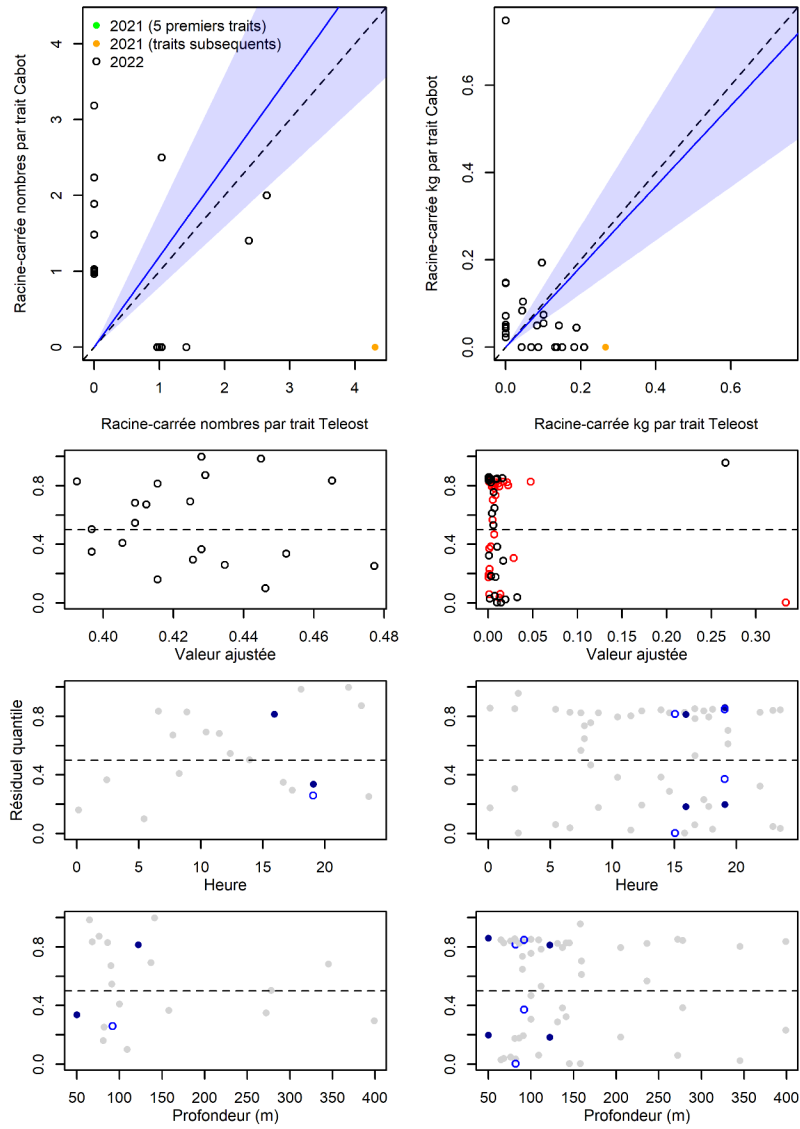 2021 (5 premiers traits)
2021 (traits subsequents)
2022
Racine-carrée nombres par trait Cabot
0 1 2 3 4
0 1 2 3 4
Racine-carrée nombres par trait Teleost
Racine-carrée kg par trait Cabot
0.0 0.2 0.4 0.6
0.0 0.2 0.4 0.6
Racine-carrée kg par trait Teleost
0.0 0.4 0.8
0.40 0.42 0.44 0.46 0.48
Valeur ajustée
0.0 0.4 0.8
0.00 0.05 0.10 0.15 0.20 0.25 0.30
Valeur ajustée
Résiduel quantile
0.0 0.4 0.8
0 5 10 15 20
Heure
0.0 0.4 0.8
0 5 10 15 20
Heure
0.0 0.4 0.8
50 100 150 200 250 300 350 400
Profondeur (m)
0.0 0.4 0.8
50 100 150 200 250 300 350 400
Profondeur (m)